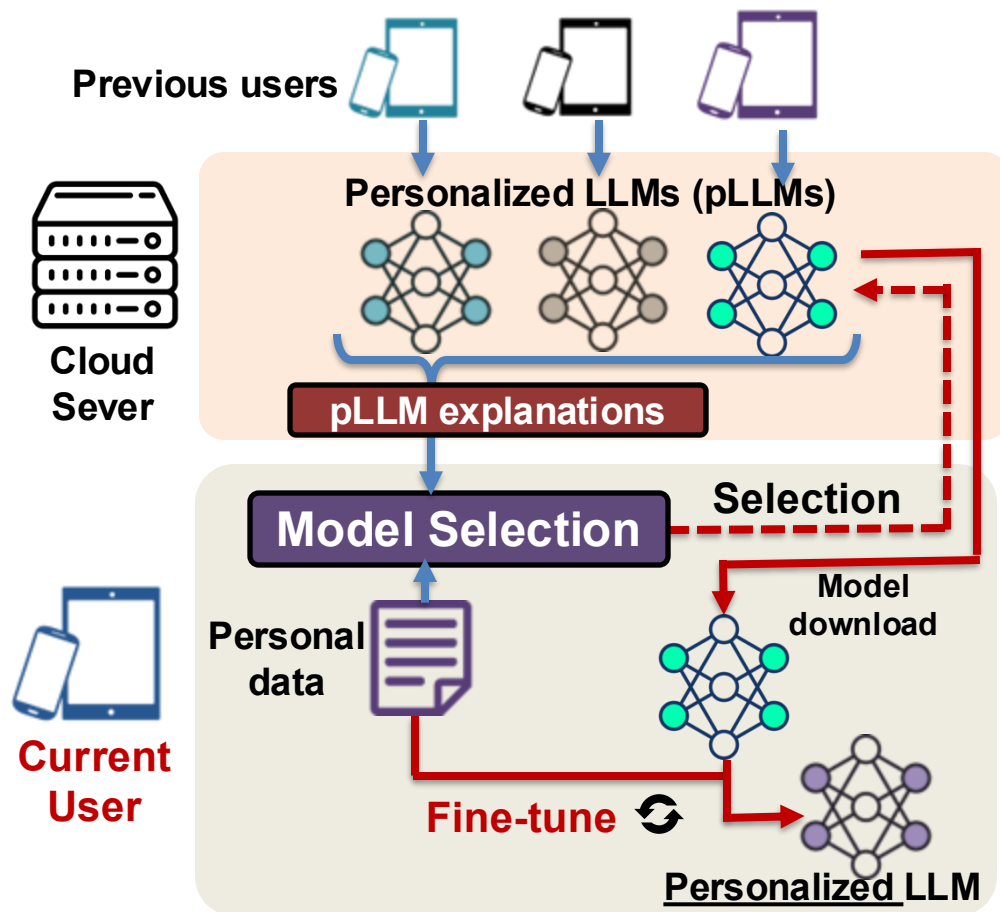 Previous users
Personalized LLMs (pLLMs)
Cloud
Sever
pLLM explanations
Model Selection
Selection
Model
download
Personal
data
Current
User
Fine-tune
Personalized LLM